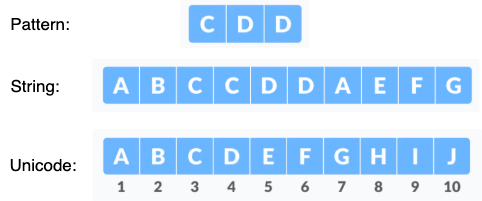 Pattern: C D D
String: A B C C D D A E F G
Unicode: A B C D E F G H I J
1 2 3 4 5 6 7 8 9 10